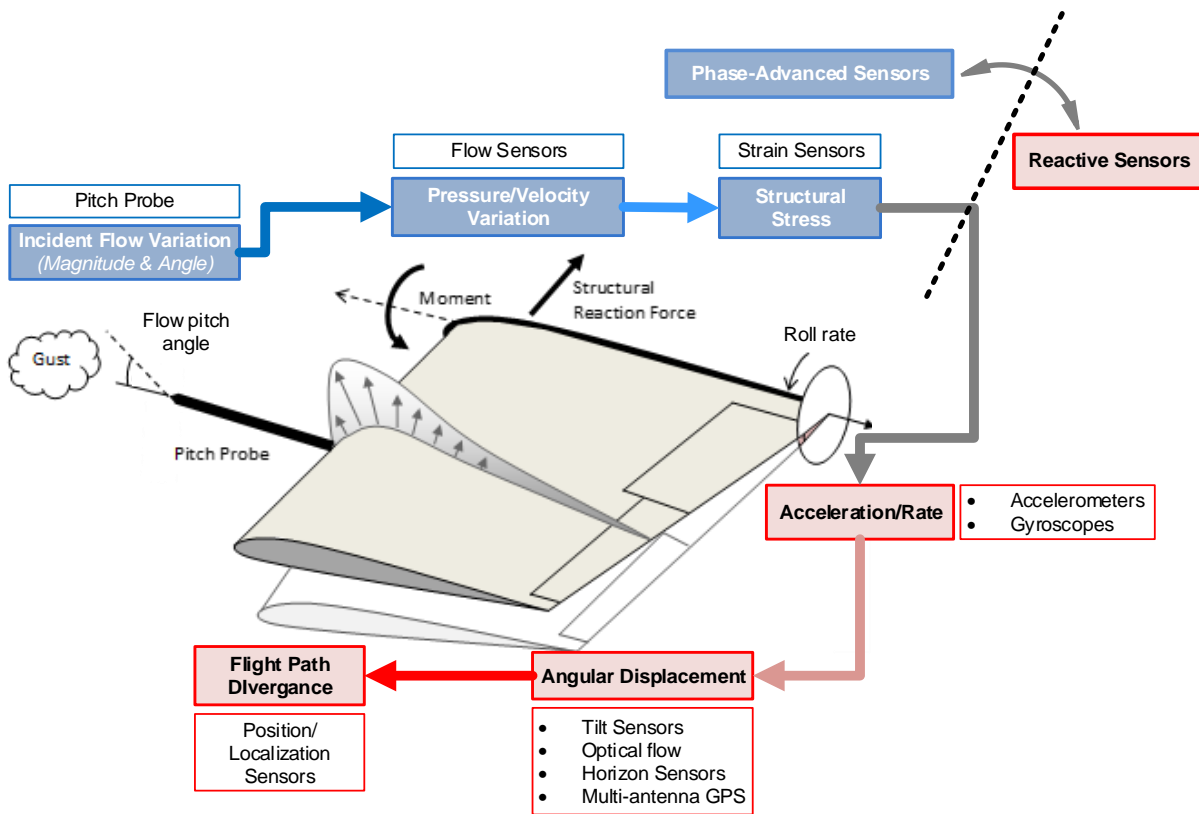 Phase-Advanced Sensors
Reactive Sensors
Flow Sensors
Pressure/Velocity
Variation
Strain Sensors
Structural
Stress
Pitch Probe
Incident Flow Variation
(Magnitude & Angle)
Moment
Structural
Reaction Force
Flow pitch
angle
Gust
Roll rate
Pitch Probe
Acceleration/Rate
• Accelerometers
• Gyroscopes
Flight Path
DIvergance
Position/
Localization
Sensors
Angular Displacement
• Tilt Sensors
• Optical flow
• Horizon Sensors
• Multi-antenna GPS